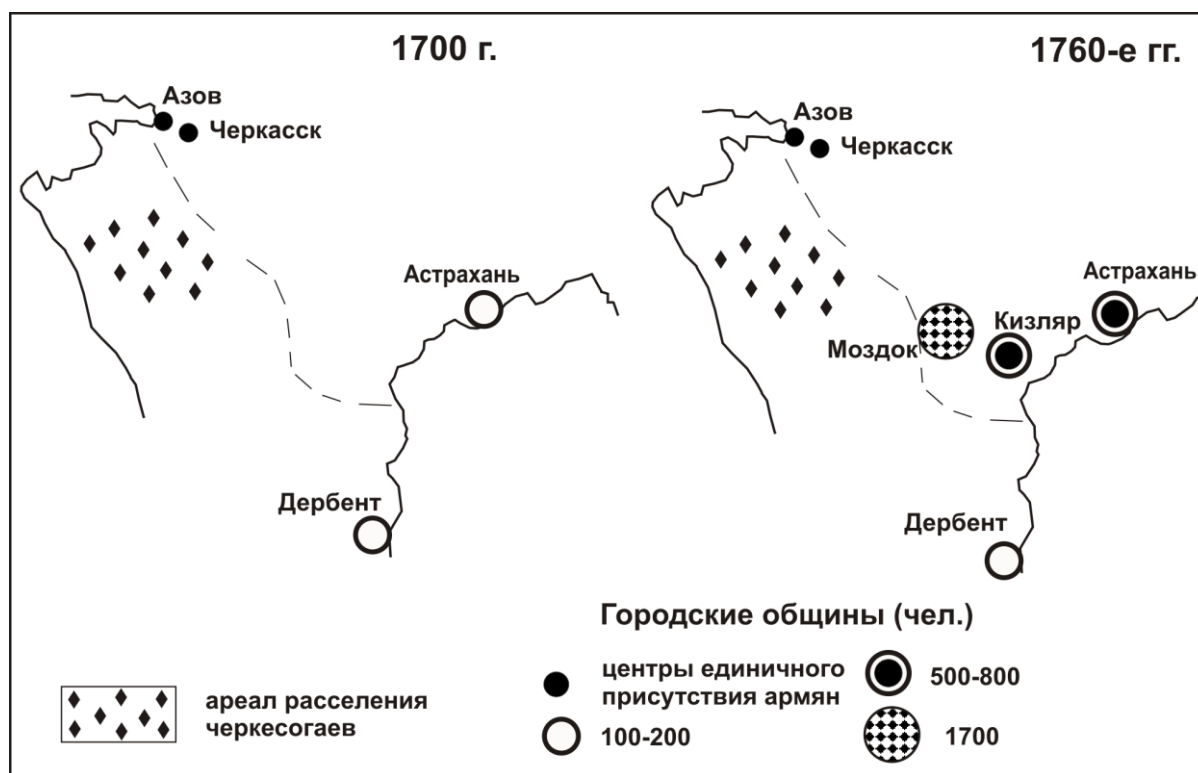 1700 г.
Азов
Черкасск
Астрахань
Дербент
1760-е гг.
Азов
Черкасск
Астрахань
Кизляр
Моздок
Дербент
Городские общины (чел.)
ареал расселения
черкесогаев
центры единичного
присутствия армян
100-200
500-800
1700